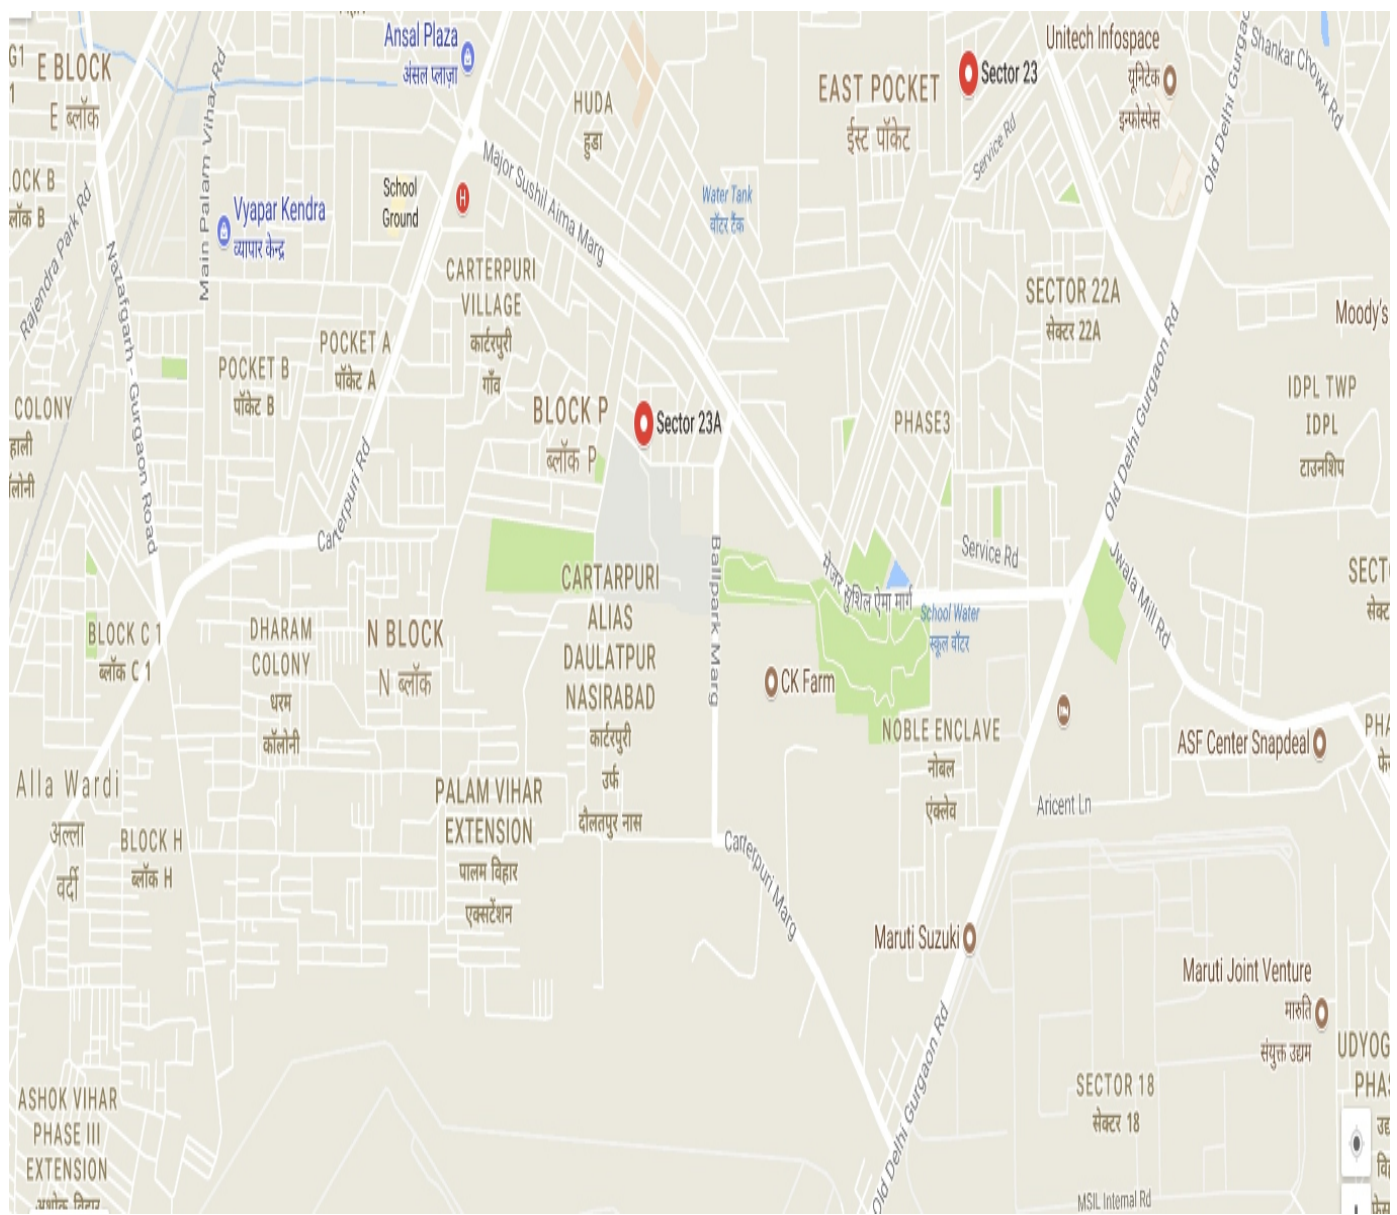 Ansal Plaza
अंसल प्लाज़ा
G1
1
E BLOCK
E ब्लॉक
Main Palam Vihar Rd
HUDA
हुडा
EAST POCKET
ईस्ट पॉकेट
Sector 23
Unitech Infospace
यूनिटेक
इन्फोस्पेस
Shankar Chowk Rd
Old Delhi Gurgao
Service Rd
Major Sushil Aima Marg
School
Ground
H
Water Tank
वॉटर टैंक
OCK B
ब्लॉक B
Rajendra Park Rd
Vyapar Kendra
व्यापार केन्द्र
Najafgarh - Gurgaon Road
CARTERPURI
VILLAGE
कार्टरपुरी
गाँव
SECTOR 22A
सेक्टर 22A
Moody's
POCKET A
पॉकेट A
POCKET B
पॉकेट B
COLONY
BLOCK P
ब्लॉक P
Sector 23A
PHASE3
Old Delhi Gurgaon Rd
IDPL TWP
IDPL
टाउनशिप
Carterpuri Rd
Service Rd
Jwala Mill Rd
मेजर सुशिल ऐमा मार्ग
School Water
स्कूल वॉटर
Ballpark Marg
CARTARPURI
ALIAS
DAULATPUR
NASIRABAD
कार्टरपुरी
उर्फ
दौलतपुर नास
BLOCK C 1
ब्लॉक C 1
DHARAM
COLONY
धरम
कॉलोनी
N BLOCK
N ब्लॉक
CK Farm
NOBLE ENCLAVE
नोबल
एंक्लेव
ASF Center Snapdeal
Aricent Ln
Alla Wardi
अल्ला
वर्दी
BLOCK H
ब्लॉक H
PALAM VIHAR
EXTENSION
पालम विहार
एक्सटेंशन
Carterpuri Marg
Maruti Suzuki
Maruti Joint Venture
मारुति
संयुक्त उद्यम
Old Delhi Gurgaon Rd
SECTOR 18
सेक्टर 18
UDYOG
PHAS
ASHOK VIHAR
PHASE III
EXTENSION
अशोक विहार
MSIL Internal Rd